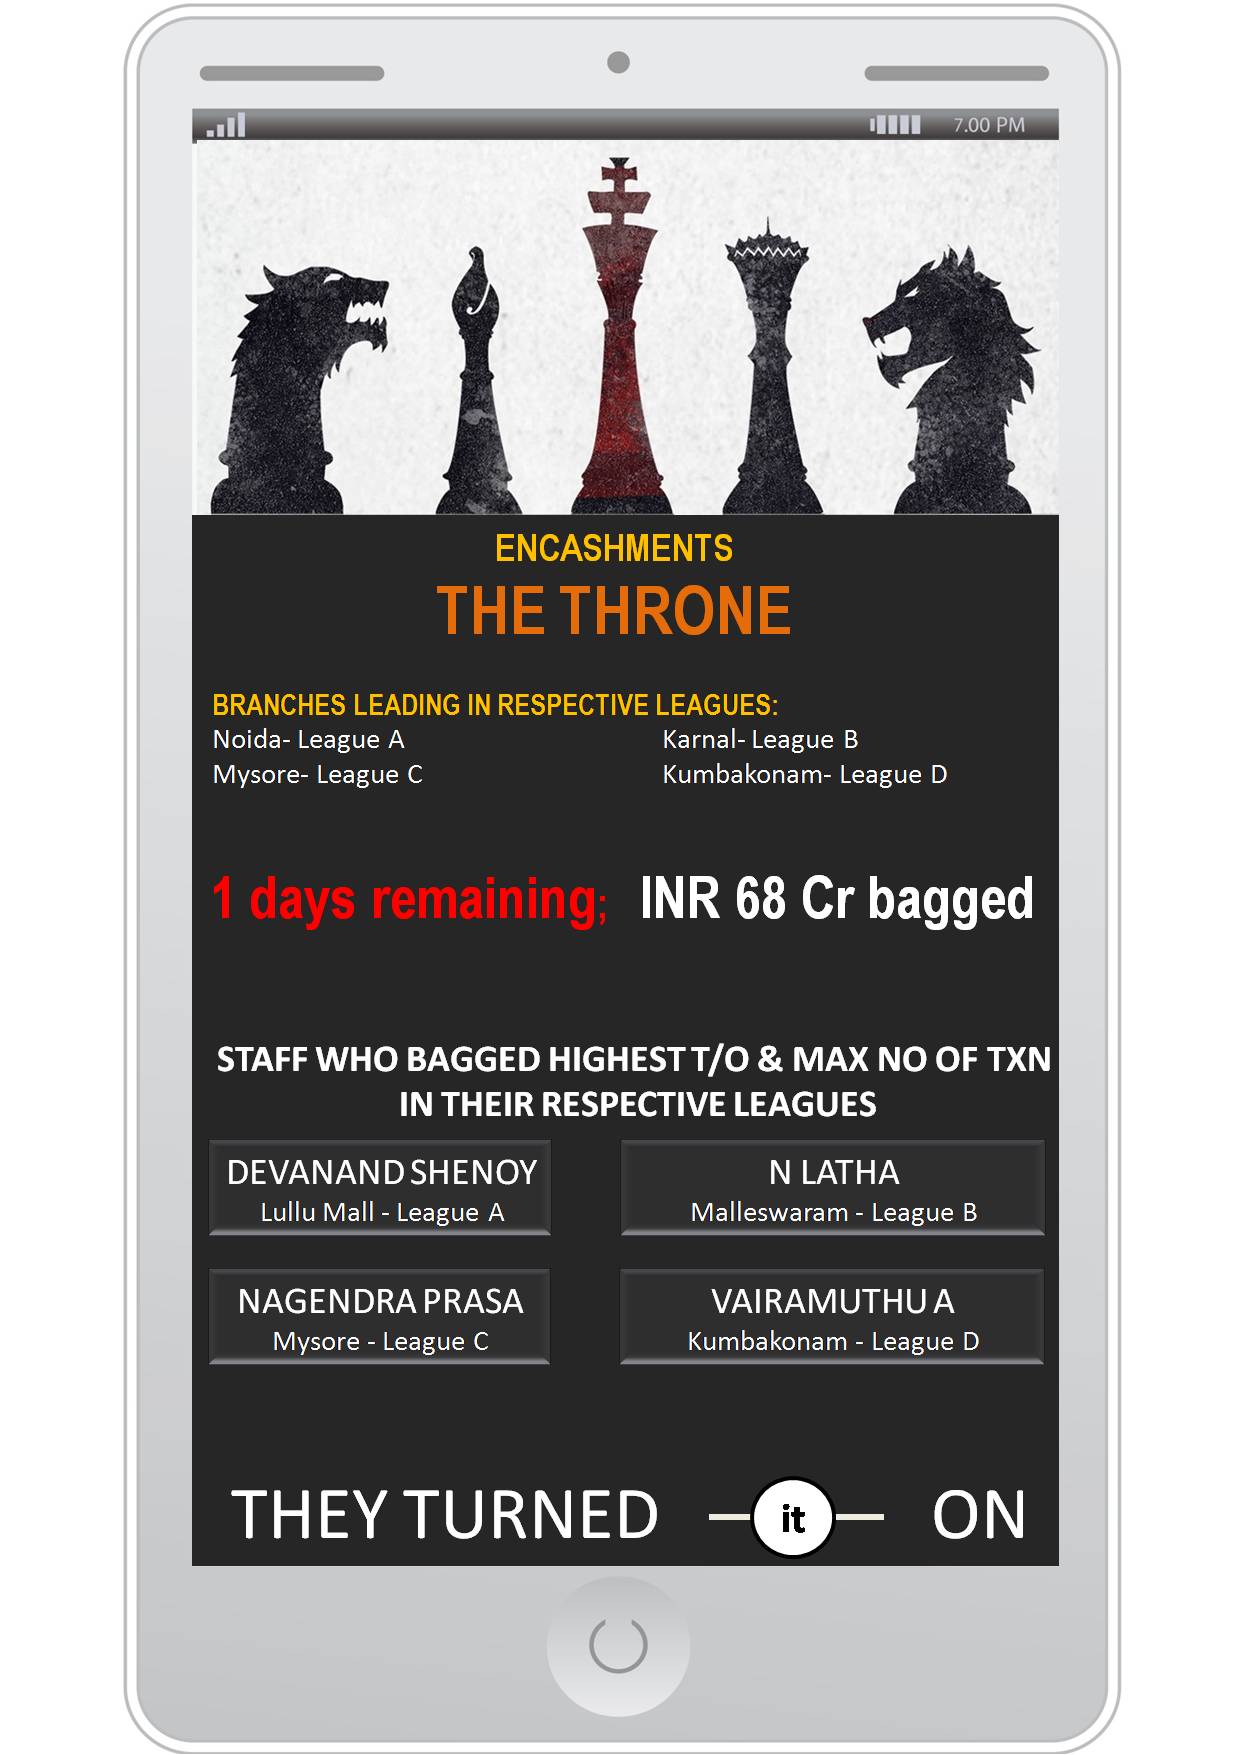 7.00 PM
ENCASHMENTS
THE THRONE
BRANCHES LEADING IN RESPECTIVE LEAGUES:
Noida- League A
Karnal- League B
Mysore- League C
Kumbakonam- League D
1 days remaining; INR 68 Cr bagged
STAFF WHO BAGGED HIGHEST T/O & MAX NO OF TXN
IN THEIR RESPECTIVE LEAGUES
DEVANAND SHENOY
Lullu Mall - League A
N LATHA
Malleswaram - League B
NAGENDRA PRASA
Mysore - League C
VAIRAMUTHU A
Kumbakonam - League D
THEY TURNED it ON